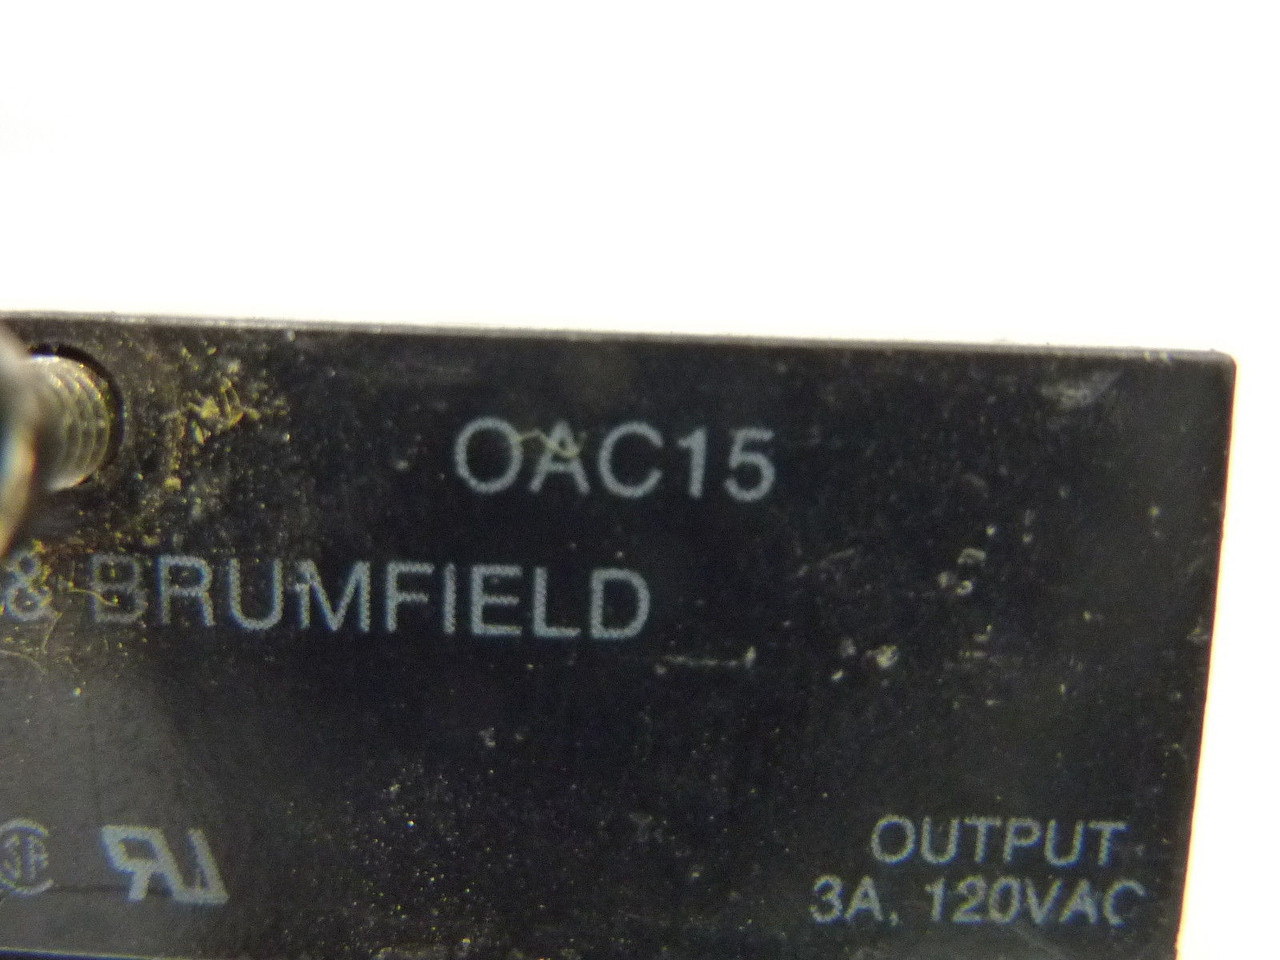 OAC15
& BRUMFIELD
OUTPUT
3A, 120VAC